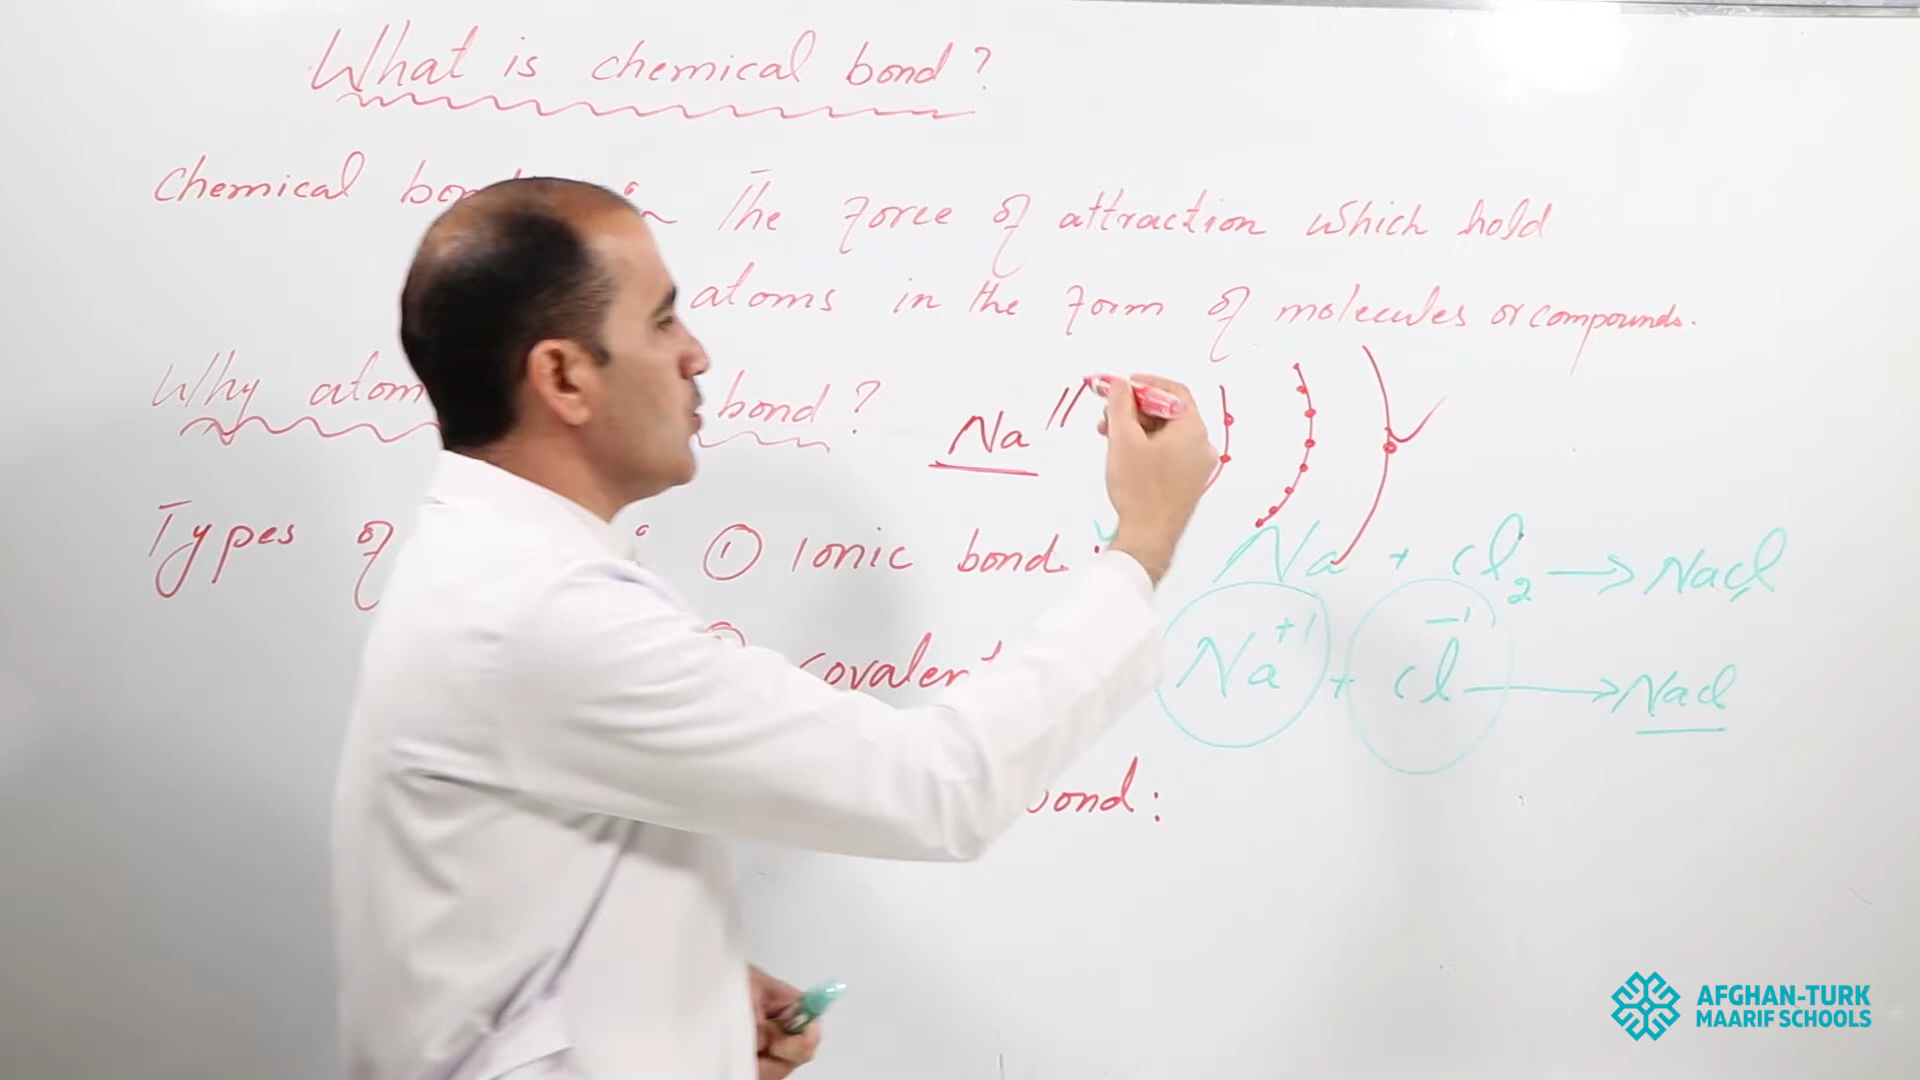 What is chemical bond?
Chemical bon in The Force of attraction which hold
atoms in the form of molecules or compounds.
Why atom bond?
Na 11
Types of : ① Ionic bond:
Na + Cl₂ → NaCl
covalent
Na⁺¹ + Cl⁻¹ → NaCl
bond:
AFGHAN-TURK
MAARIF SCHOOLS